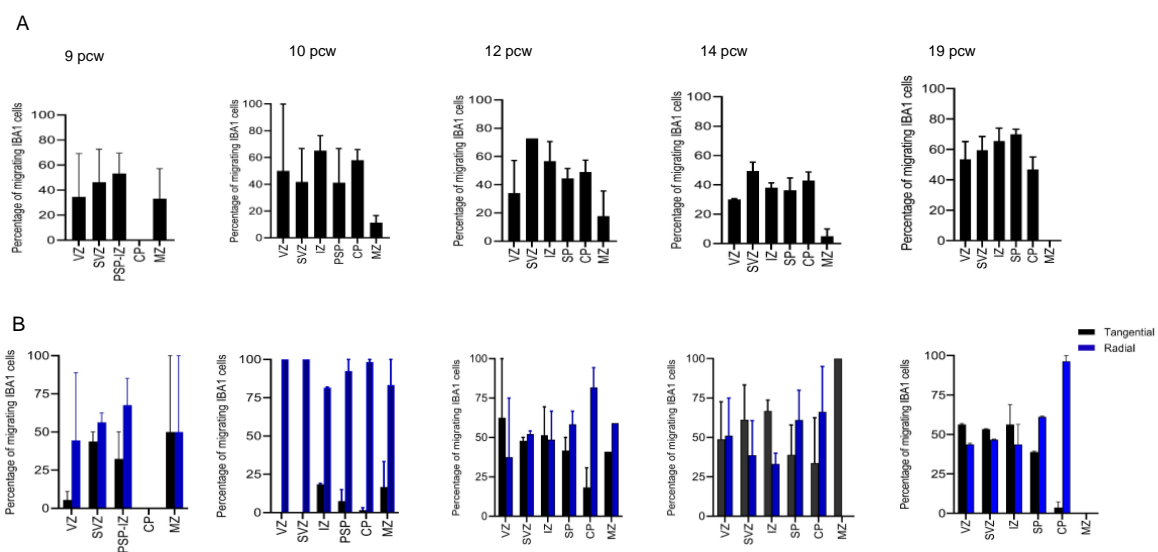 A
9 pcw
10 pcw
12 pcw
14 pcw
19 pcw
Percentage of migrating IBA1 cells
100
80
60
40
20
0
VZ
SVZ
PSP-IZ
CP
MZ
Percentage of migrating IBA1 cells
100
80
60
40
20
0
VZ
SVZ
IZ
PSP
CP
MZ
Percentage of migrating IBA1 cells
100
80
60
40
20
0
VZ
SVZ
IZ
SP
CP
MZ
Percentage of migrating IBA1 cells
100
80
60
40
20
0
VZ
SVZ
IZ
SP
CP
MZ
Percentage of migrating IBA1 cells
100
80
60
40
20
0
VZ
SVZ
IZ
SP
CP
MZ
B
Tangential
Radial
Percentage of migrating IBA1 cells
100
75
50
25
0
VZ
SVZ
PSP-IZ
CP
MZ
Percentage of migrating IBA1 cells
100
80
60
40
20
0
VZ
SVZ
IZ
PSP
CP
MZ
Percentage of migrating IBA1 cells
100
75
50
25
0
VZ
SVZ
IZ
SP
CP
MZ
Percentage of migrating IBA1 cells
100
75
50
25
0
VZ
SVZ
IZ
SP
CP
MZ
Percentage of migrating IBA1 cells
100
75
50
25
0
VZ
SVZ
IZ
SP
CP
MZ